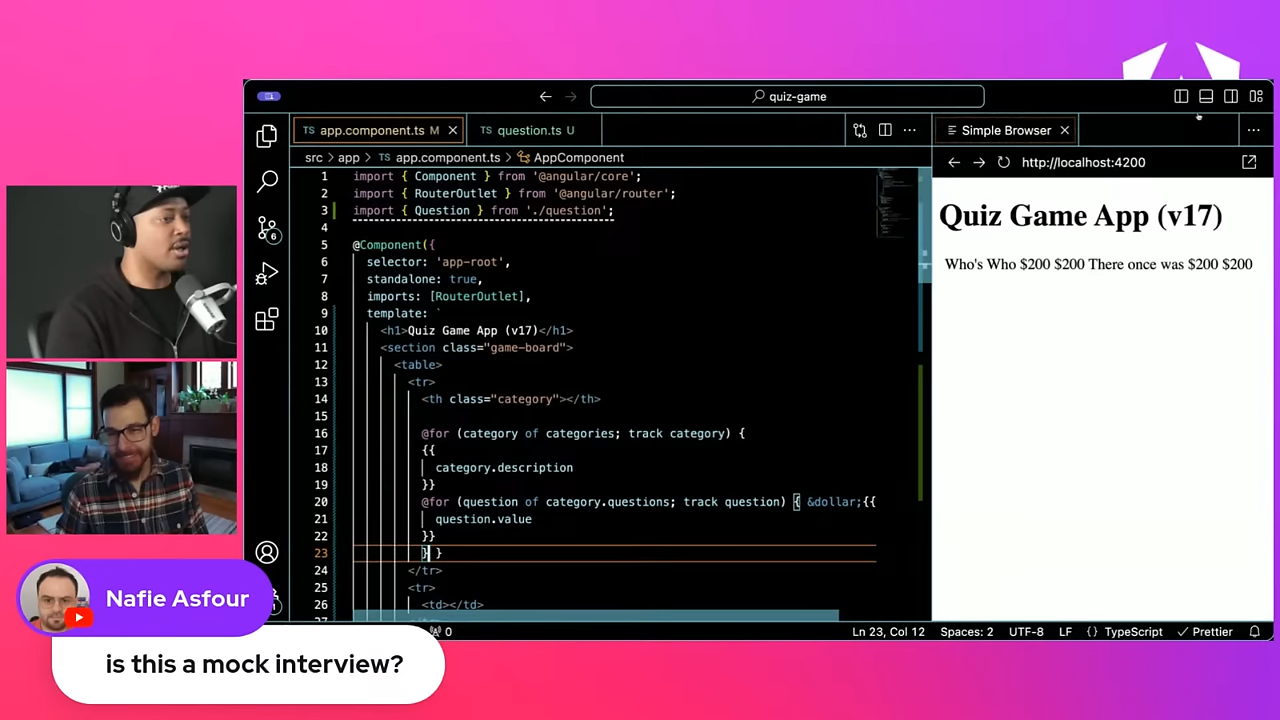 quiz-game
TS app.component.ts M
TS question.ts U
Simple Browser
src > app > TS app.component.ts > AppComponent
http://localhost:4200
1 import { Component } from '@angular/core';
2 import { RouterOutlet } from '@angular/router';
3 import { Question } from './question';
4
5 @Component({
6 selector: 'app-root',
7 standalone: true,
8 imports: [RouterOutlet],
9 template: `
10 <h1>Quiz Game App (v17)</h1>
11 <section class="game-board">
12 <table>
13 <tr>
14 <th class="category"></th>
15
16 @for (category of categories; track category) {
17 {{
18 category.description
19 }}
20 @for (question of category.questions; track question) { &dollar;{{
21 question.value
22 }}
23 } }
24 </tr>
25 <tr>
26 <td></td>
Quiz Game App (v17)
Who's Who $200 $200 There once was $200 $200
6
0
Ln 23, Col 12
Spaces: 2
UTF-8
LF
{} TypeScript
Prettier
Nafie Asfour
is this a mock interview?